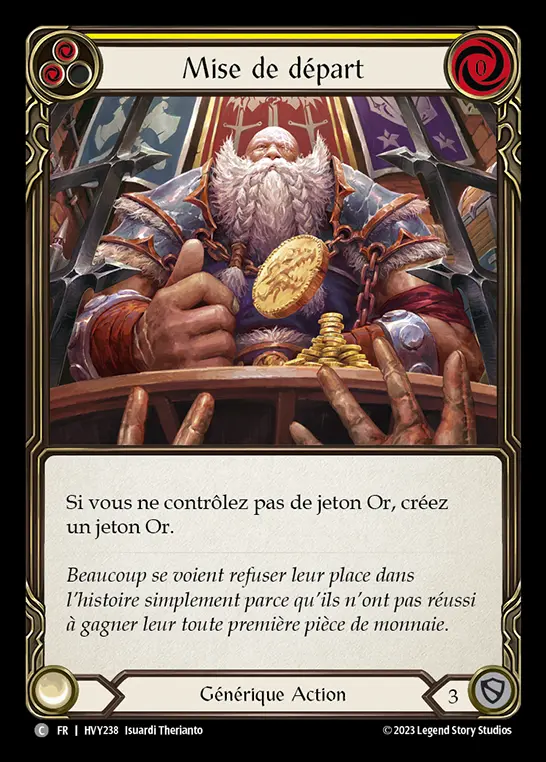 Mise de départ
0
Si vous ne contrôlez pas de jeton Or, créez
un jeton Or.
Beaucoup se voient refuser leur place dans
l'histoire simplement parce qu'ils n'ont pas réussi
à gagner leur toute première pièce de monnaie.
Générique Action
3
C FR | HVY238 Isuardi Therianto
©2023 Legend Story Studios